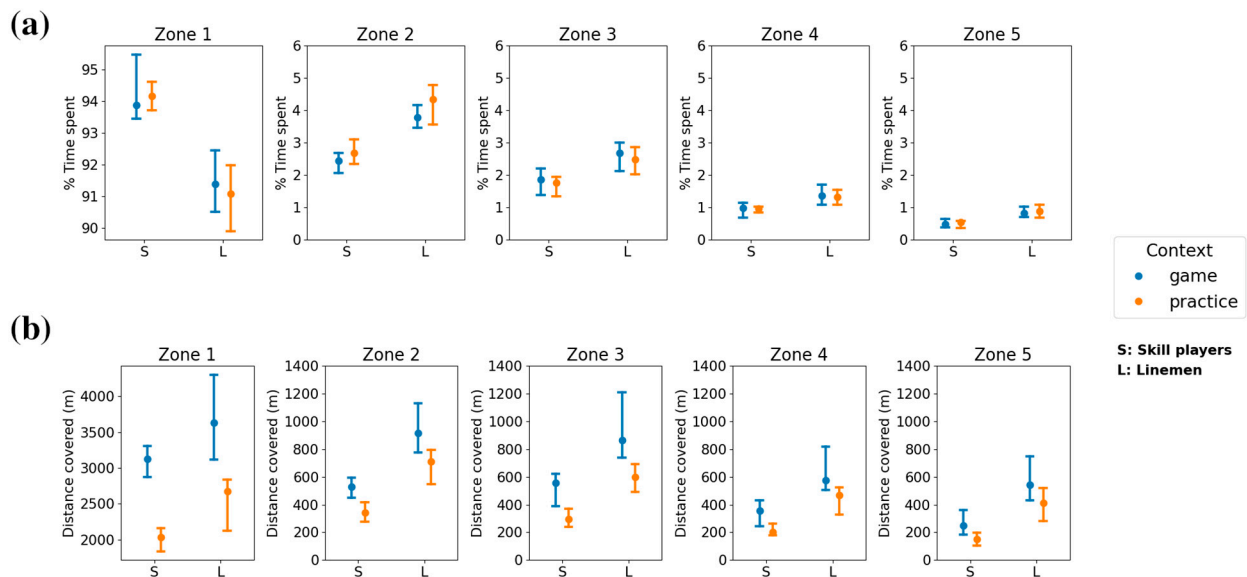 (a)
Zone 1 Zone 2 Zone 3 Zone 4 Zone 5
% Time spent
95
94
93
92
91
90
S L
% Time spent
6
5
4
3
2
1
0
S L
% Time spent
6
5
4
3
2
1
0
S L
% Time spent
6
5
4
3
2
1
0
S L
% Time spent
6
5
4
3
2
1
0
S L
Context
game
practice
S: Skill players
L: Linemen
(b)
Zone 1 Zone 2 Zone 3 Zone 4 Zone 5
Distance covered (m)
4000
3500
3000
2500
2000
S L
Distance covered (m)
1400
1200
1000
800
600
400
200
0
S L
Distance covered (m)
1400
1200
1000
800
600
400
200
0
S L
Distance covered (m)
1400
1200
1000
800
600
400
200
0
S L
Distance covered (m)
1400
1200
1000
800
600
400
200
0
S L